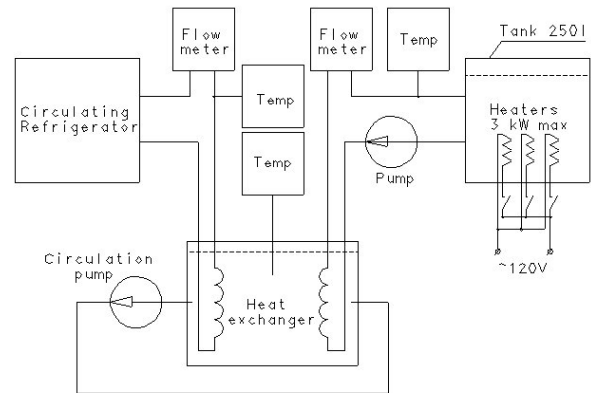 Tank 250l
Flow
meter
Flow
meter
Temp
Temp
Circulating
Refrigerator
Heaters
3 kW max
Temp
Pump
Circulation
pump
~120V
Heat
exchanger